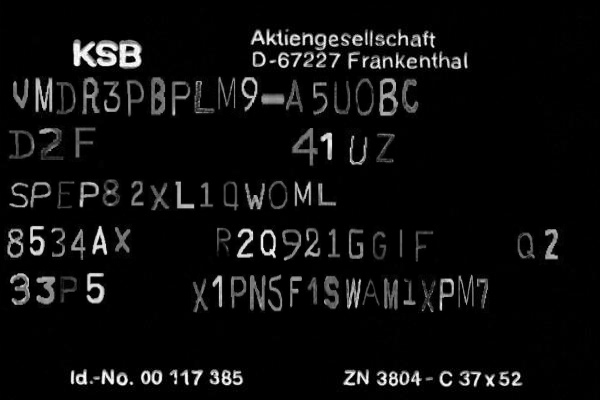 KSB Aktiengesellschaft
D-67227 Frankenthal
VMDR3PBPLM9-A5UOBC
D2F 41UZ
SPEP82XL1QWOML
8534AX R2Q921GGIF Q2
33P5 X1PN5F1SWAM1XPM7
Id.-No. 00 117 385 ZN 3804 - C 37 x 52